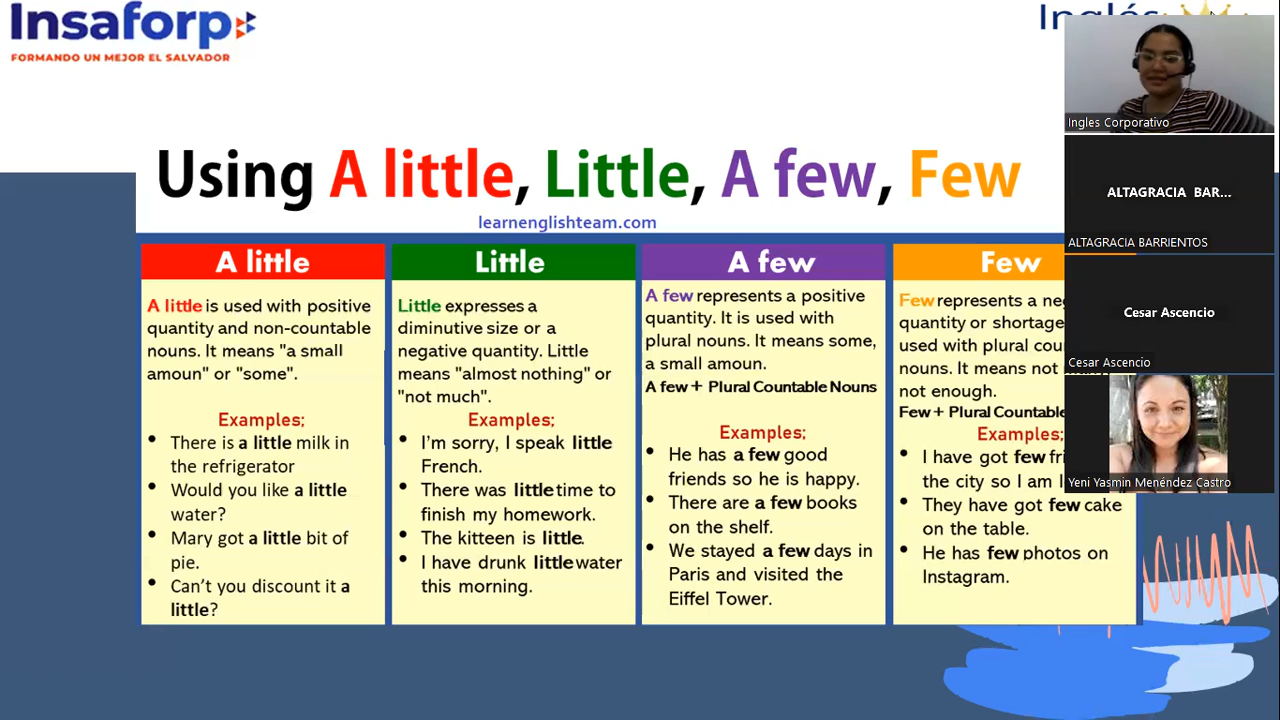 Insaforp
FORMANDO UN MEJOR EL SALVADOR
Inglés
Using A little, Little, A few, Few
learnenglishteam.com
A little
A little is used with positive
quantity and non-countable
nouns. It means "a small
amoun" or "some".
Examples;
• There is a little milk in
the refrigerator
• Would you like a little
water?
• Mary got a little bit of
pie.
• Can't you discount it a
little?
Little
Little expresses a
diminutive size or a
negative quantity. Little
means "almost nothing" or
"not much".
Examples;
• I'm sorry, I speak little
French.
• There was little time to
finish my homework.
• The kitteen is little.
• I have drunk little water
this morning.
A few
A few represents a positive
quantity. It is used with
plural nouns. It means some,
a small amoun.
A few + Plural Countable Nouns
Examples;
• He has a few good
friends so he is happy.
• There are a few books
on the shelf.
• We stayed a few days in
Paris and visited the
Eiffel Tower.
Few
Few represents a
quantity or shortage
used with plural
nouns. It means not
not enough.
Few + Plural Countable
Examples;
• I have got few
the city so I am
• They have got few cake
on the table.
• He has few photos on
Instagram.
Ingles Corporativo
ALTAGRACIA BAR...
ALTAGRACIA BARRIENTOS
Cesar Ascencio
Cesar Ascencio
Yeni Yasmin Menéndez Castro